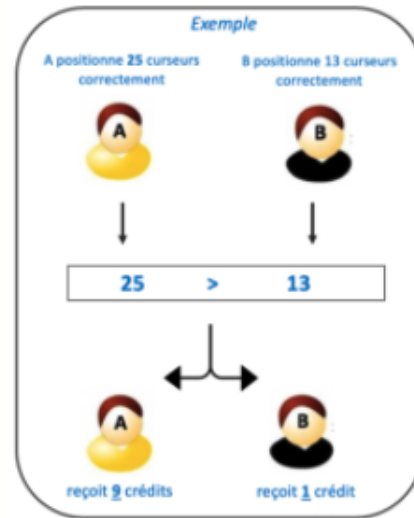 Exemple
A positionne 25 curseurs
correctement
B positionne 13 curseurs
correctement
A
B
25 > 13
A
B
reçoit 9 crédits
reçoit 1 crédit